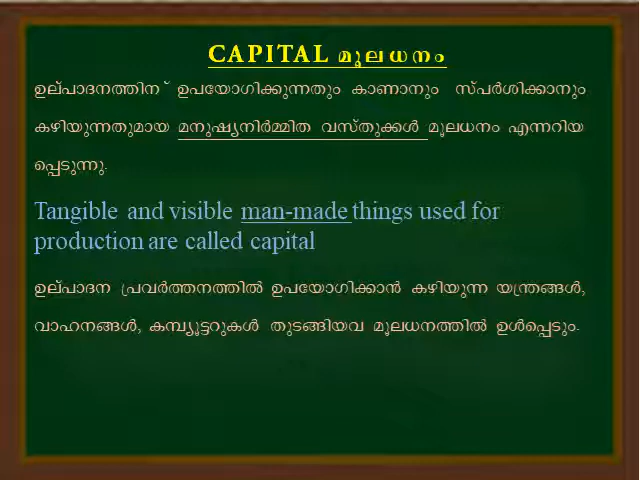 CAPITAL മൂലധനം
ഉല്പാദനത്തിന് ഉപയോഗിക്കുന്നതും കാണാനും സ്പർശിക്കാനും
കഴിയുന്നതുമായ മനുഷ്യനിർമ്മിത വസ്തുക്കൾ മൂലധനം എന്നറിയ
പ്പെടുന്നു.
Tangible and visible man-made things used for
production are called capital
ഉല്പാദന പ്രവർത്തനത്തിൽ ഉപയോഗിക്കാൻ കഴിയുന്ന യന്ത്രങ്ങൾ,
വാഹനങ്ങൾ, കമ്പ്യൂട്ടറുകൾ തുടങ്ങിയവ മൂലധനത്തിൽ ഉൾപ്പെടും.